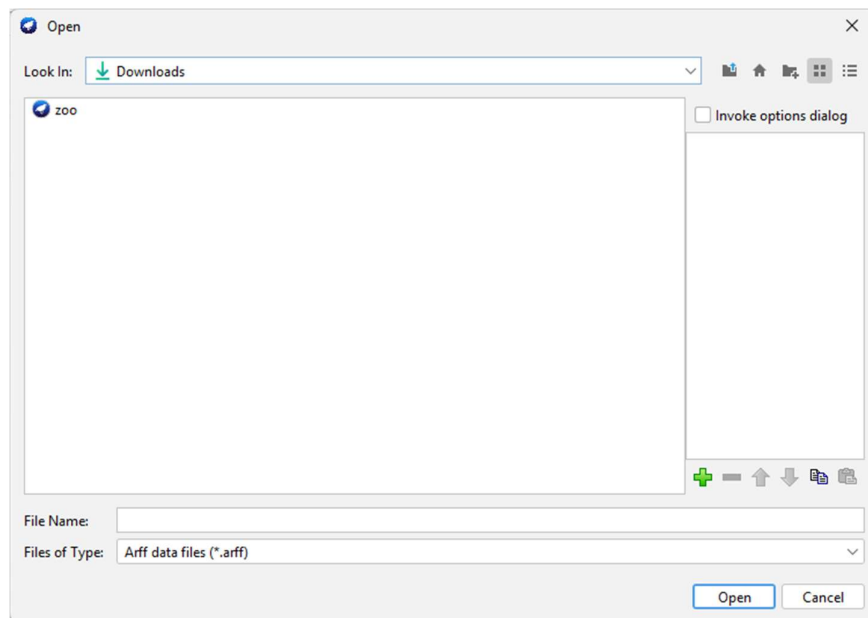 Open
Look In:
Downloads
zoo
Invoke options dialog
File Name:
Files of Type:
Arff data files (*.arff)
Open
Cancel